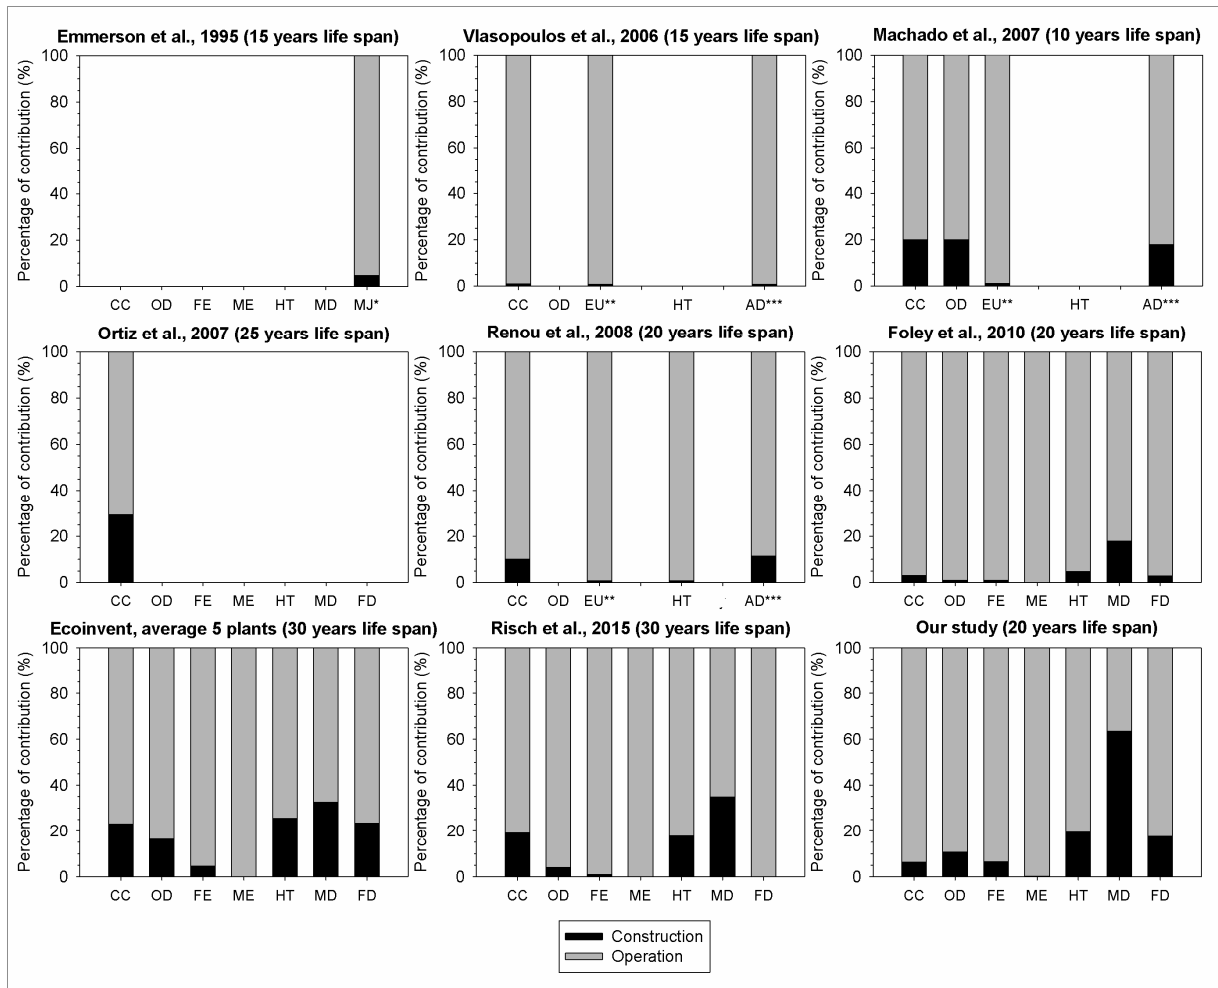 Emmerson et al., 1995 (15 years life span)
Percentage of contribution (%)
100
80
60
40
20
0
CC OD FE ME HT MD MJ*
Vlasopoulos et al., 2006 (15 years life span)
Percentage of contribution (%)
100
80
60
40
20
0
CC OD EU** HT AD***
Machado et al., 2007 (10 years life span)
Percentage of contribution (%)
100
80
60
40
20
0
CC OD EU** HT AD***
Ortiz et al., 2007 (25 years life span)
Percentage of contribution (%)
100
80
60
40
20
0
CC OD FE ME HT MD FD
Renou et al., 2008 (20 years life span)
Percentage of contribution (%)
100
80
60
40
20
0
CC OD EU** HT AD***
Foley et al., 2010 (20 years life span)
Percentage of contribution (%)
100
80
60
40
20
0
CC OD FE ME HT MD FD
Ecoinvent, average 5 plants (30 years life span)
Percentage of contribution (%)
100
80
60
40
20
0
CC OD FE ME HT MD FD
Risch et al., 2015 (30 years life span)
Percentage of contribution (%)
100
80
60
40
20
0
CC OD FE ME HT MD FD
Our study (20 years life span)
Percentage of contribution (%)
100
80
60
40
20
0
CC OD FE ME HT MD FD
Construction
Operation